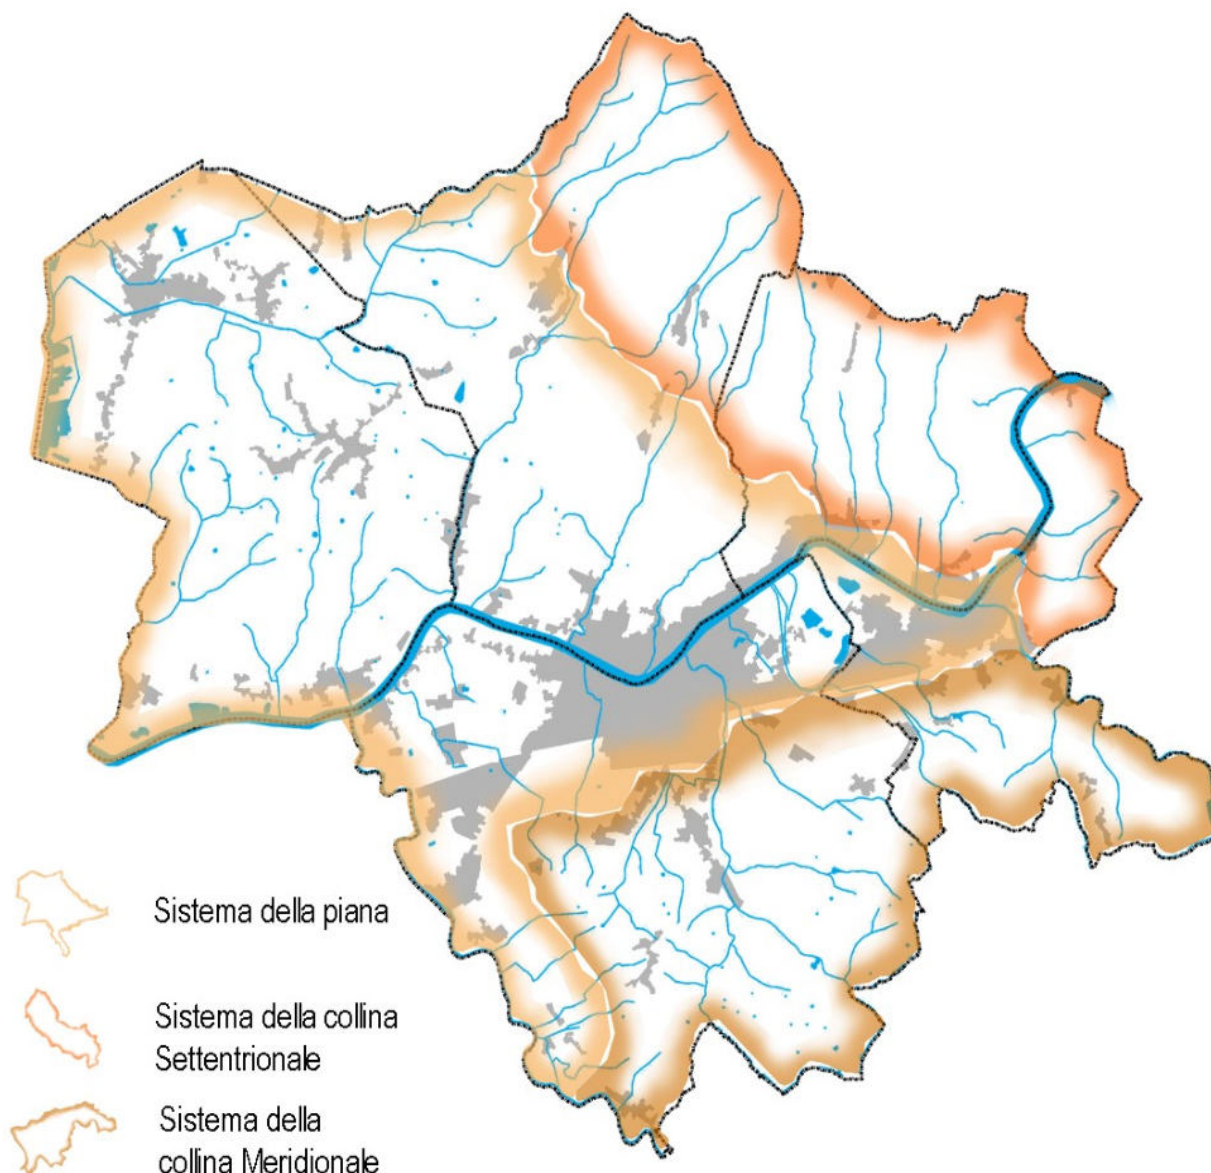 Sistema della piana
Sistema della collina
Settentrionale
Sistema della
collina Meridionale